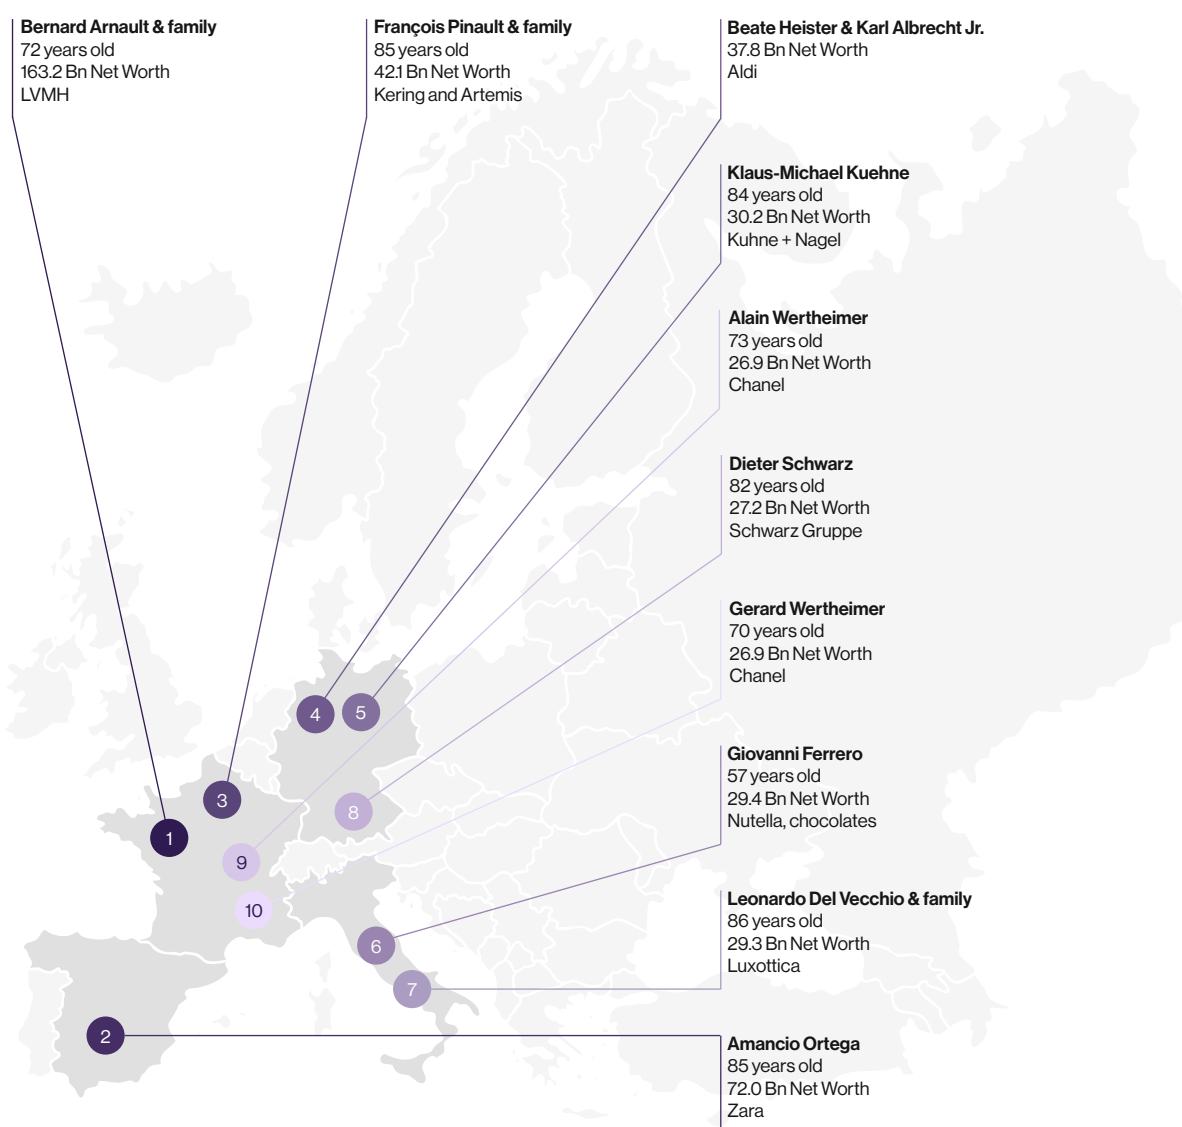 Bernard Arnault & family
72 years old
163.2 Bn Net Worth
LVMH
François Pinault & family
85 years old
42.1 Bn Net Worth
Kering and Artemis
Beate Heister & Karl Albrecht Jr.
37.8 Bn Net Worth
Aldi
Klaus-Michael Kuehne
84 years old
30.2 Bn Net Worth
Kuhne + Nagel
Alain Wertheimer
73 years old
26.9 Bn Net Worth
Chanel
Dieter Schwarz
82 years old
27.2 Bn Net Worth
Schwarz Gruppe
Gerard Wertheimer
70 years old
26.9 Bn Net Worth
Chanel
Giovanni Ferrero
57 years old
29.4 Bn Net Worth
Nutella, chocolates
Leonardo Del Vecchio & family
86 years old
29.3 Bn Net Worth
Luxottica
Amancio Ortega
85 years old
72.0 Bn Net Worth
Zara
4
5
3
8
1
9
10
6
7
2